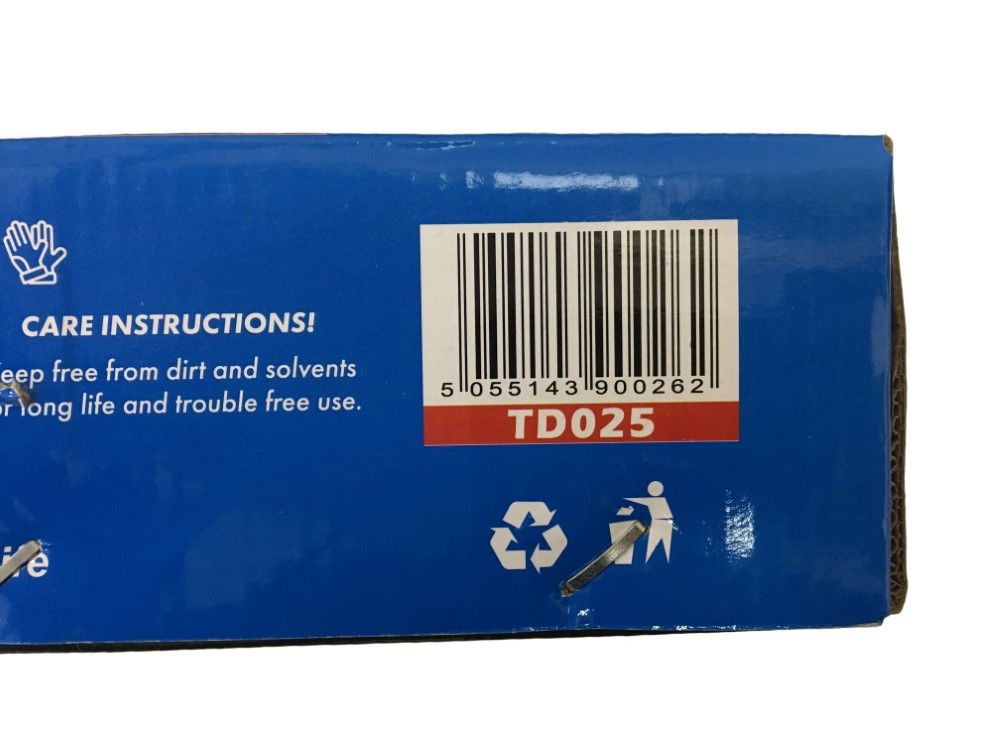 CARE INSTRUCTIONS!
eep free from dirt and solvents
or long life and trouble free use.
5 055143 900262
TD025